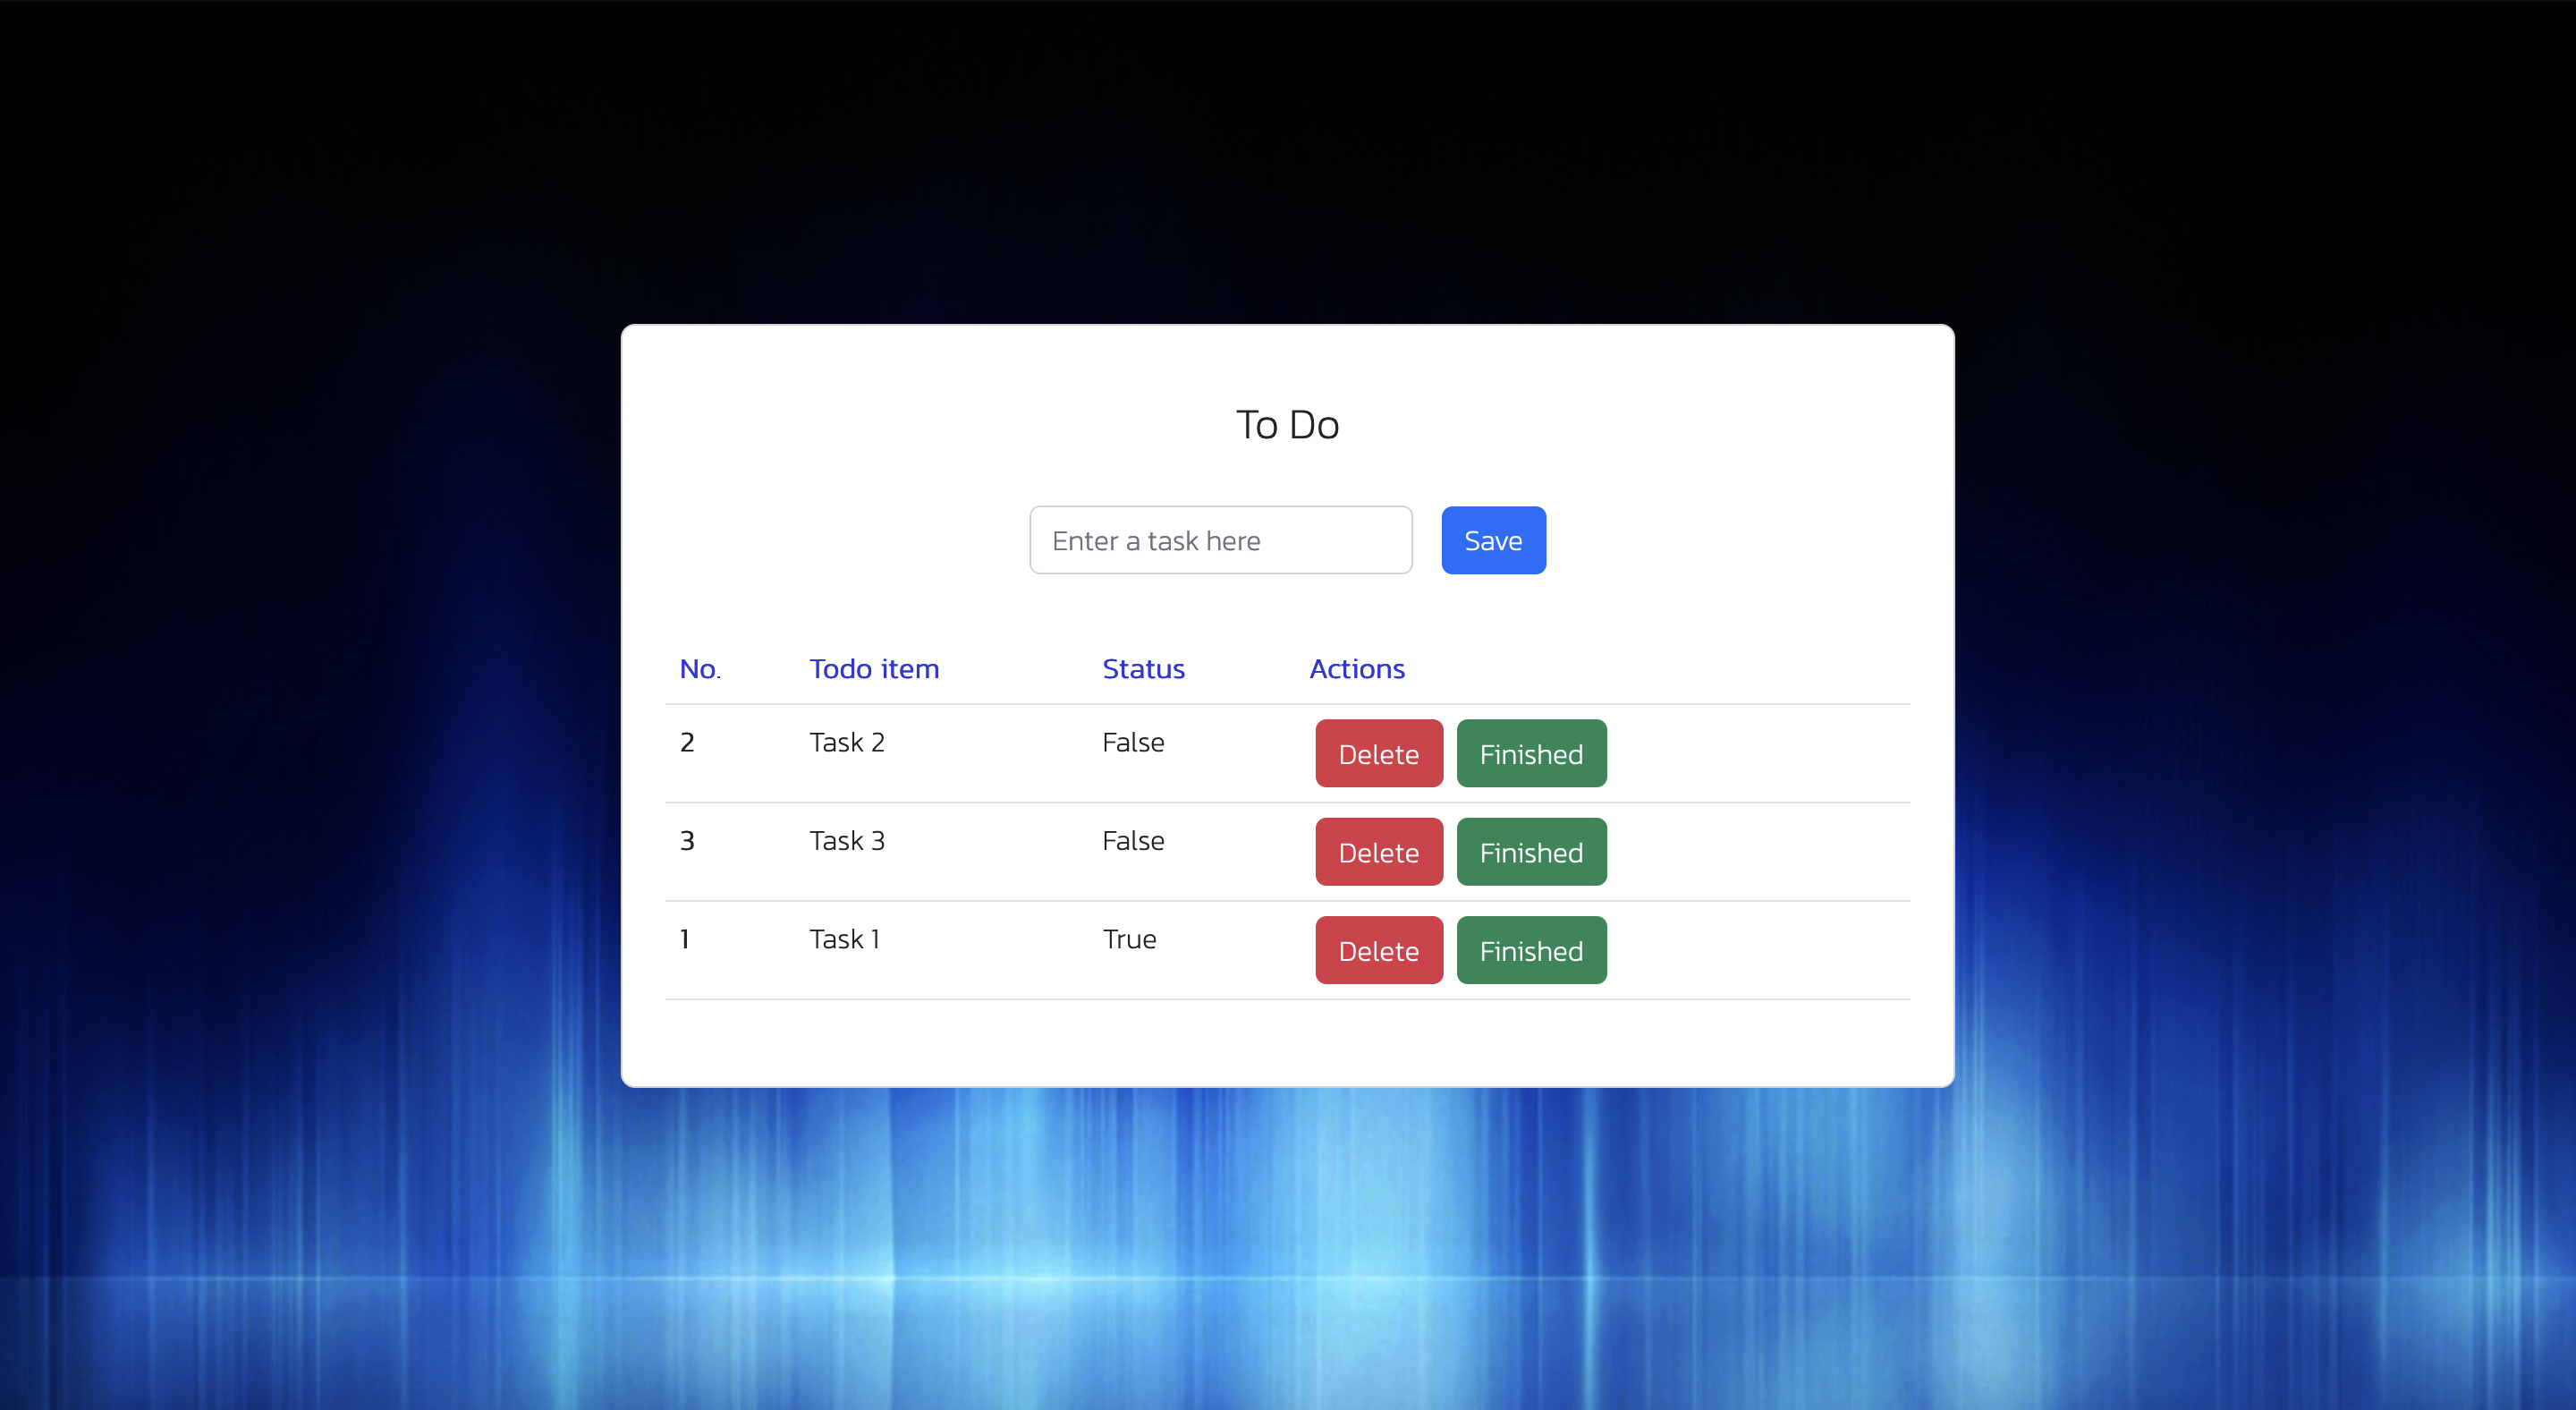 To Do
Enter a task here Save
No. Todo item Status Actions
2 Task 2 False Delete Finished
3 Task 3 False Delete Finished
1 Task 1 True Delete Finished